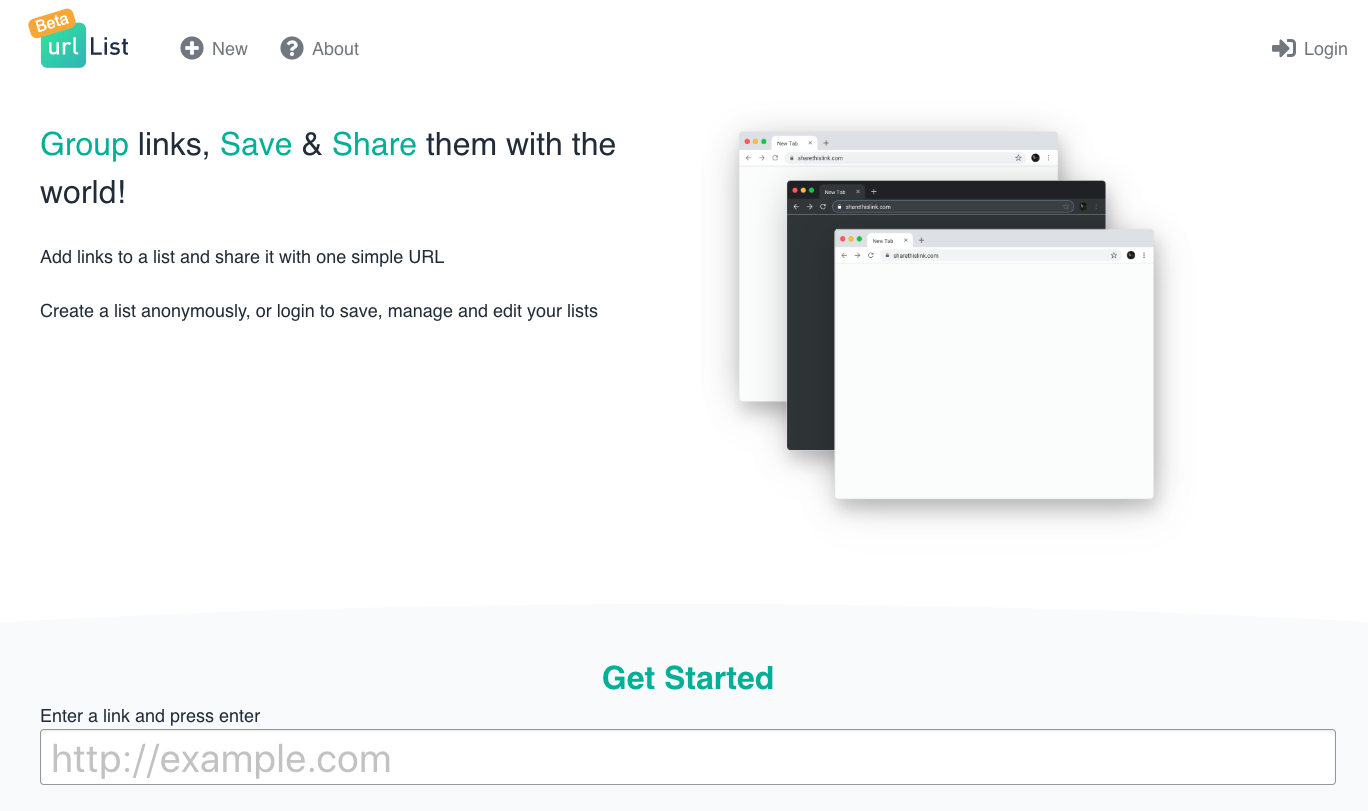 Beta
url List
New
About
Login
Group links, Save & Share them with the
world!
Add links to a list and share it with one simple URL
Create a list anonymously, or login to save, manage and edit your lists
New Tab
sharethislink.com
New Tab
sharethislink.com
New Tab
sharethislink.com
Get Started
Enter a link and press enter
http://example.com